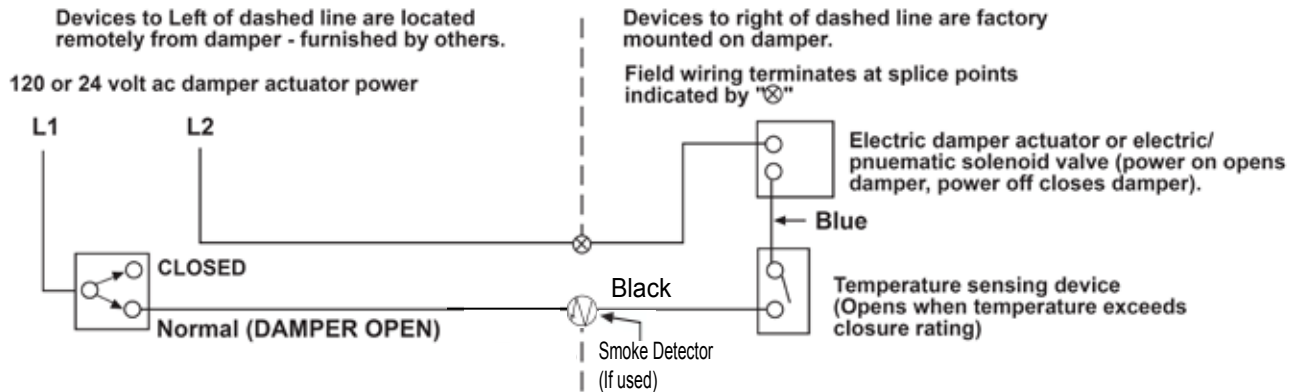 Devices to Left of dashed line are located
remotely from damper - furnished by others.
Devices to right of dashed line are factory
mounted on damper.
120 or 24 volt ac damper actuator power
Field wiring terminates at splice points
indicated by "⊗"
L1
L2
Electric damper actuator or electric/
pnuematic solenoid valve (power on opens
damper, power off closes damper).
Blue
CLOSED
Normal (DAMPER OPEN)
Black
Temperature sensing device
(Opens when temperature exceeds
closure rating)
Smoke Detector
(If used)